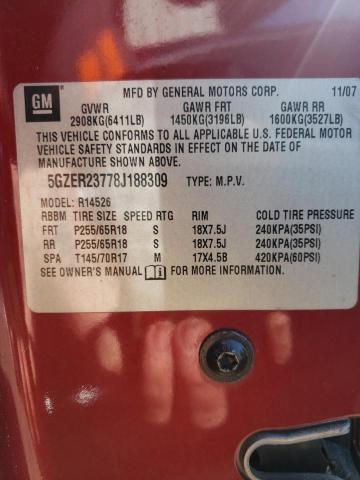 GM
MFD BY GENERAL MOTORS CORP. 11/07
GVWR GAWR FRT GAWR RR
2908KG(6411LB) 1450KG(3196LB) 1600KG(3527LB)
THIS VEHICLE CONFORMS TO ALL APPLICABLE U.S. FEDERAL MOTOR
VEHICLE SAFETY STANDARDS IN EFFECT ON THE DATE OF
MANUFACTURE SHOWN ABOVE.
5GZER23778J188309 TYPE: M.P.V.
MODEL: R14526
RBBM TIRE SIZE SPEED RTG RIM COLD TIRE PRESSURE
FRT P255/65R18 S 18X7.5J 240KPA(35PSI)
RR P255/65R18 S 18X7.5J 240KPA(35PSI)
SPA T145/70R17 M 17X4.5B 420KPA(60PSI)
SEE OWNER'S MANUAL FOR MORE INFORMATION.